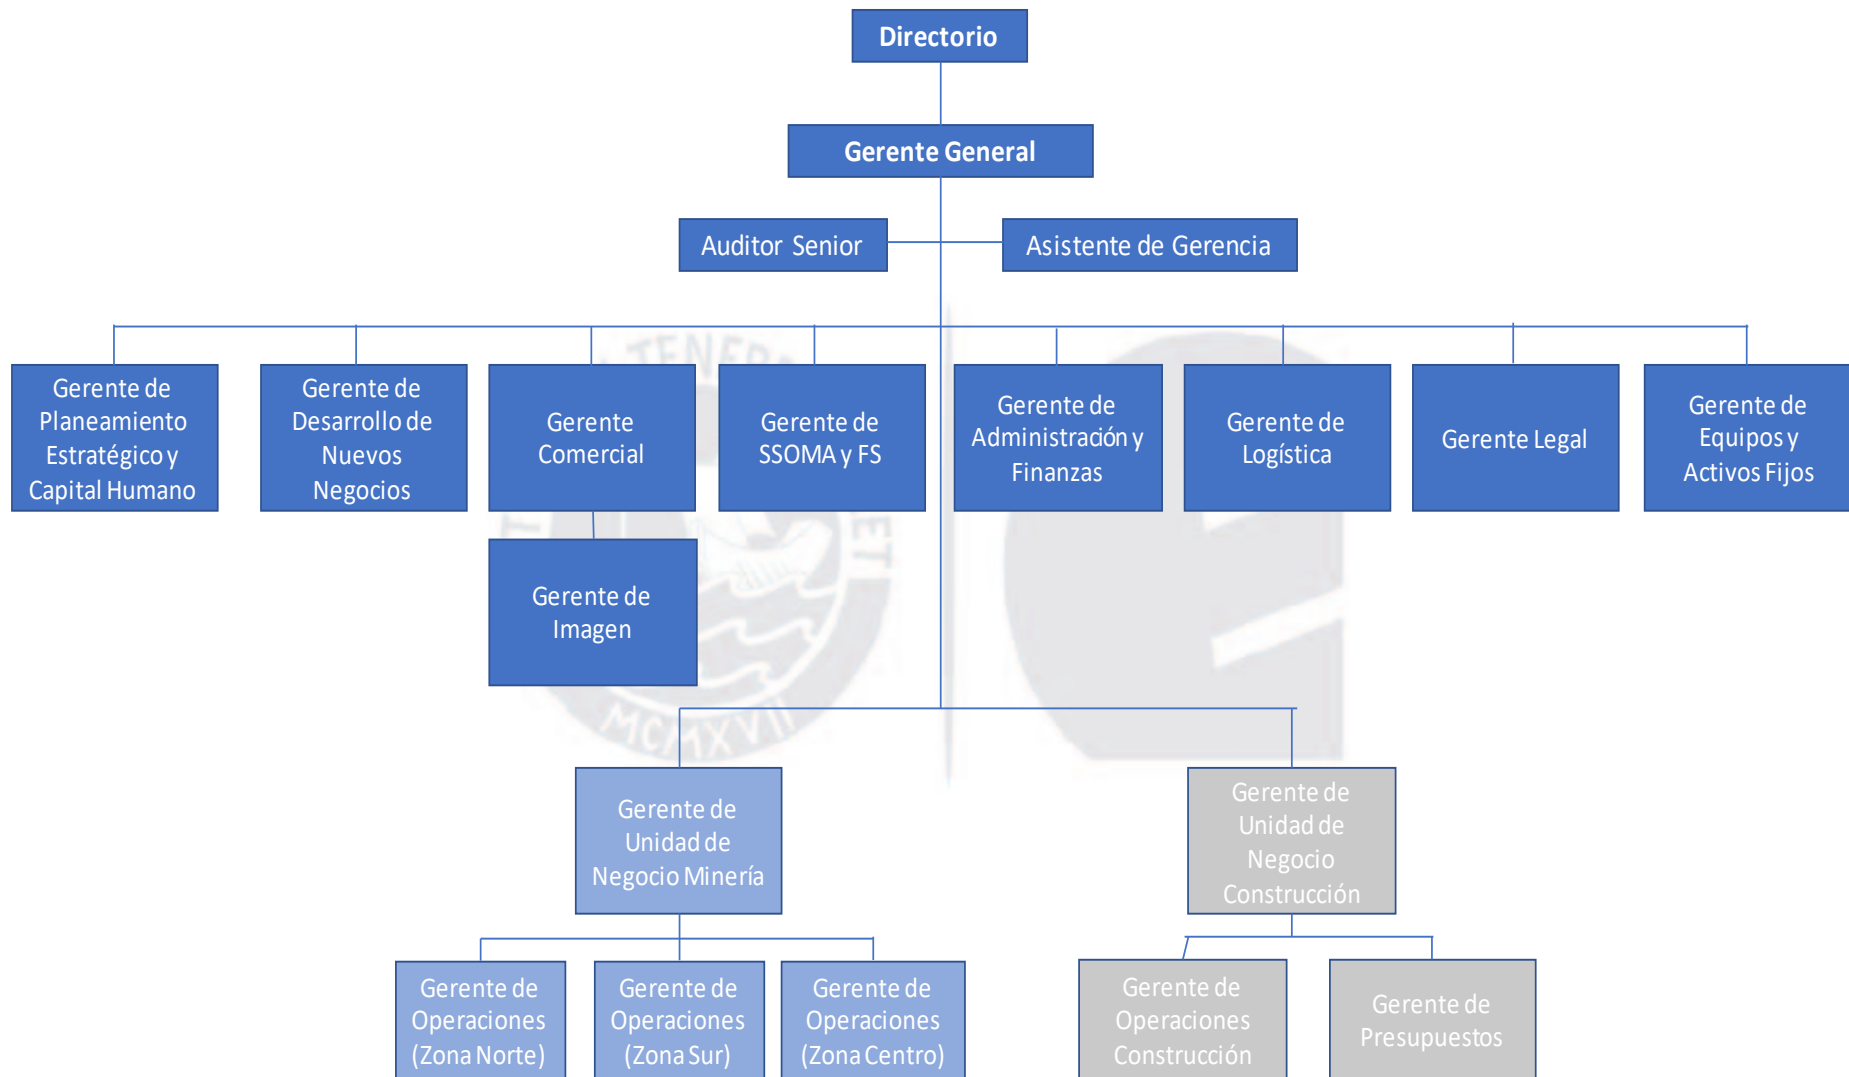 Directorio
Gerente General
Auditor Senior
Asistente de Gerencia
Gerente de
Planeamiento
Estratégico y
Capital Humano
Gerente de
Desarrollo de
Nuevos
Negocios
Gerente
Comercial
Gerente de
SSOMA y FS
Gerente de
Administración y
Finanzas
Gerente de
Logística
Gerente Legal
Gerente de
Equipos y
Activos Fijos
Gerente de
Imagen
TENEB
ET
MCMXVII
Gerente de
Unidad de
Negocio Minería
Gerente de
Unidad de
Negocio
Construcción
Gerente de
Operaciones
(Zona Norte)
Gerente de
Operaciones
(Zona Sur)
Gerente de
Operaciones
(Zona Centro)
Gerente de
Operaciones
Construcción
Gerente de
Presupuestos